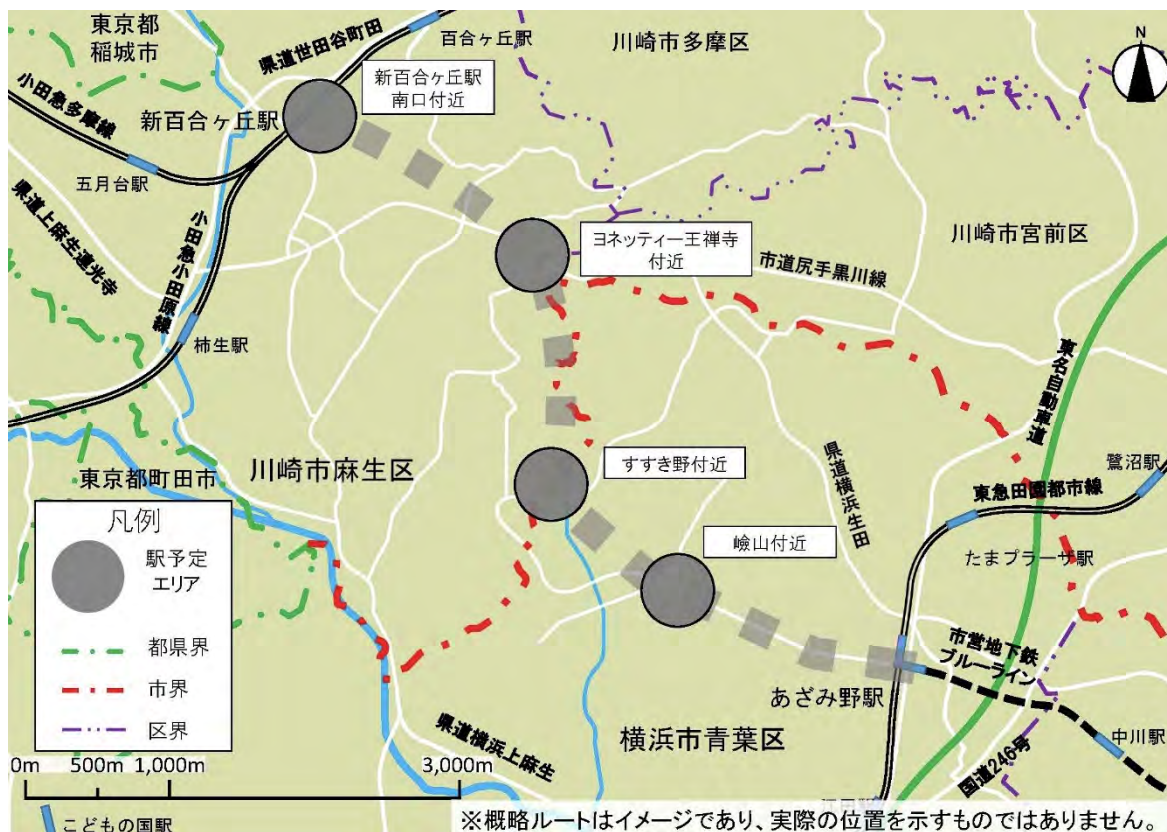 東京都
稲城市
県道世田谷町田
百合ヶ丘駅
川崎市多摩区
小田急多摩線
新百合ヶ丘駅
新百合ヶ丘駅
南口付近
五月台駅
県道上麻生連光寺
小田急小田原線
柿生駅
ヨネッティー王禅寺
付近
市道尻手黒川線
川崎市宮前区
東名自動車道
東京都町田市
川崎市麻生区
すすき野付近
県道横浜生田
鷺沼駅
東急田園都市線
たまプラーザ駅
嶮山付近
凡例
駅予定
エリア
都県界
市界
区界
市営地下鉄
ブルーライン
あざみ野駅
横浜市青葉区
中川駅
国道246号
県道横浜上麻生
0m 500m 1,000m 3,000m
こどもの国駅
※概略ルートはイメージであり、実際の位置を示すものではありません。